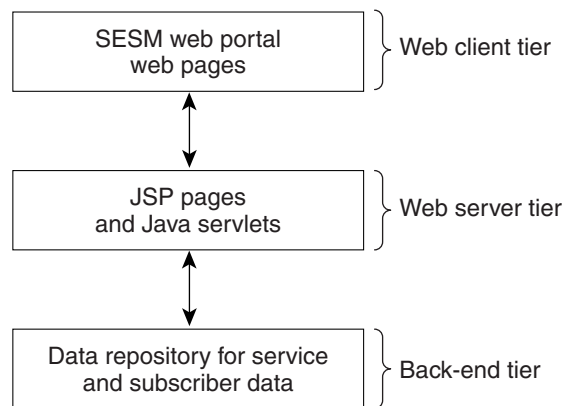 SESM web portal
web pages
Web client tier
JSP pages
and Java servlets
Web server tier
Data repository for service
and subscriber data
Back-end tier